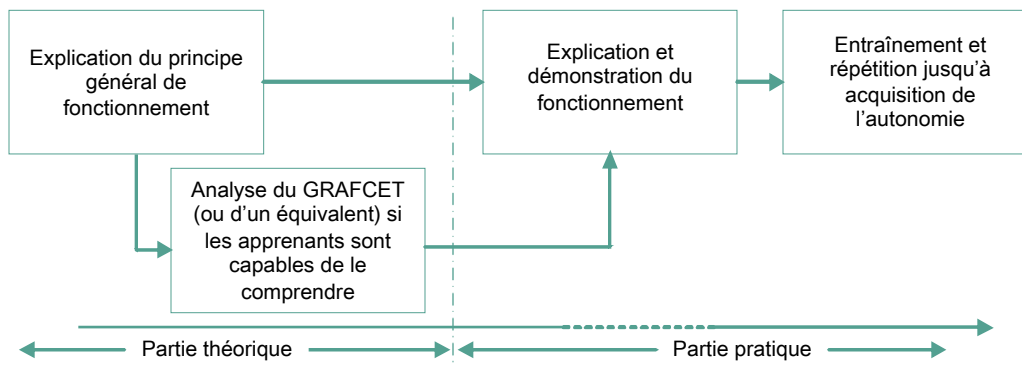 Explication du principe
général de
fonctionnement
Explication et
démonstration du
fonctionnement
Entraînement et
répétition jusqu’à
acquisition de
l’autonomie
Analyse du GRAFCET
(ou d’un équivalent) si
les apprenants sont
capables de le
comprendre
Partie théorique
Partie pratique